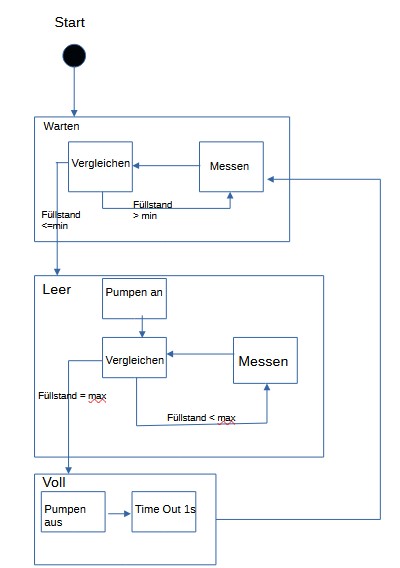 Start
Warten
Vergleichen
Messen
Füllstand
> min
Füllstand
<=min
Leer
Pumpen an
Vergleichen
Messen
Füllstand = max
Füllstand < max
Voll
Pumpen
aus
Time Out 1s